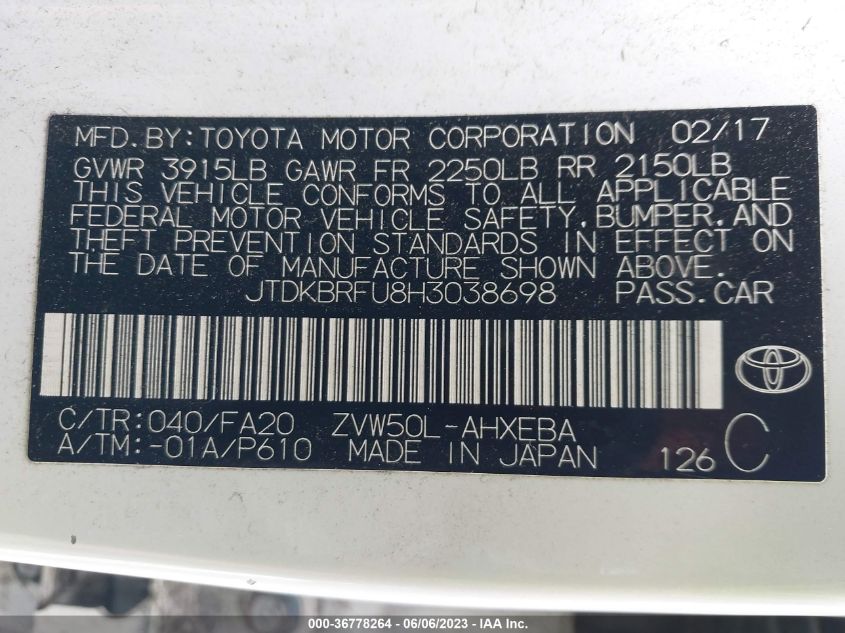 MFD.BY:TOYOTA MOTOR CORPORATION 02/17
GVWR 3915LB GAWR FR 2250LB RR 2150LB
THIS VEHICLE CONFORMS TO ALL APPLICABLE
FEDERAL MOTOR VEHICLE SAFETY,BUMPER,AND
THEFT PREVENTION STANDARDS IN EFFECT ON
THE DATE OF MANUFACTURE SHOWN ABOVE.
JTDKBRFU8H3038698 PASS.CAR
C/TR:040/FA20 ZVW50L-AHXEBA
A/TM:-01A/P610 MADE IN JAPAN 126 C
000-36778264 - 06/06/2023 - IAA Inc.